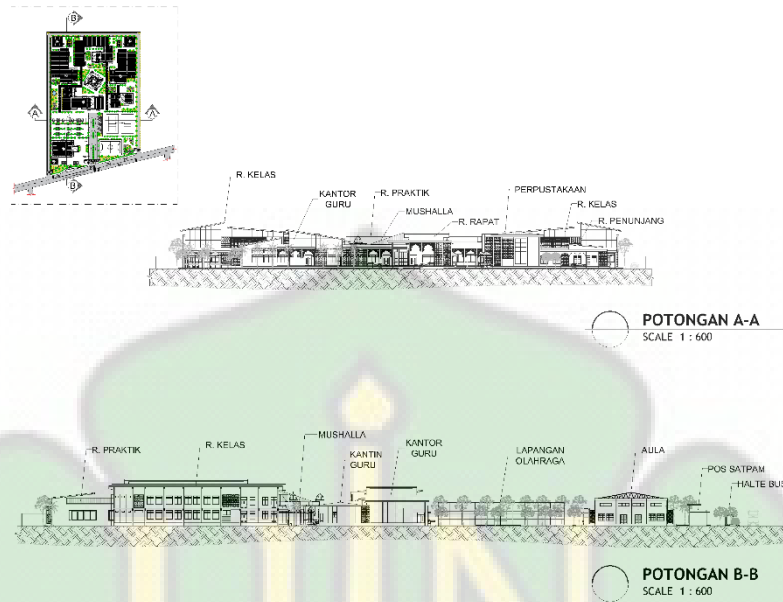 B
A
A
B
R. KELAS
KANTOR
GURU
R. PRAKTIK
MUSHALLA
R. RAPAT
PERPUSTAKAAN
R. KELAS
R. PENUNJANG
POTONGAN A-A
SCALE 1 : 600
R. PRAKTIK
R. KELAS
MUSHALLA
KANTIN
GURU
KANTOR
GURU
LAPANGAN
OLAHRAGA
AULA
POS SATPAM
HALTE BUS
POTONGAN B-B
SCALE 1 : 600